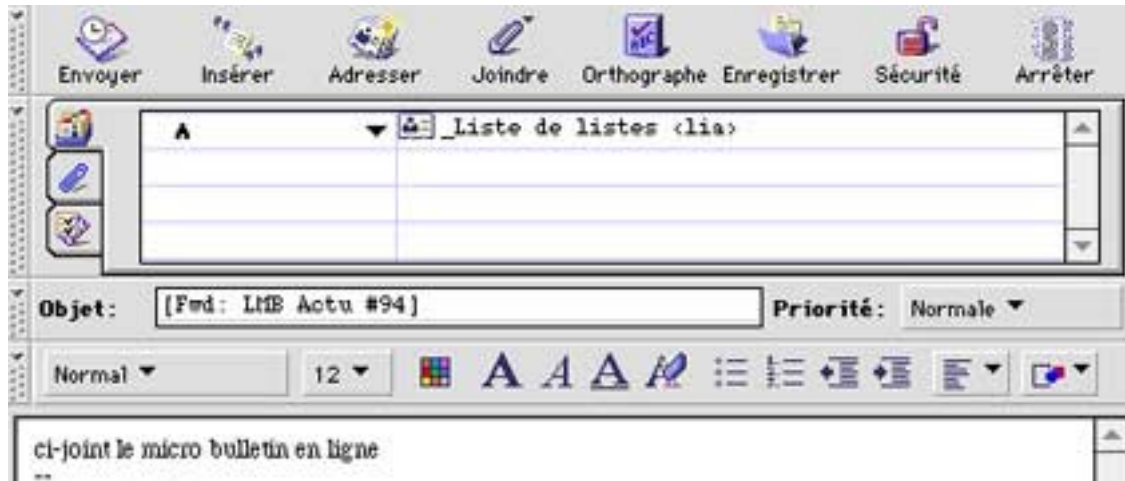 Envoyer Insérer Adresser Joindre Orthographe Enregistrer Sécurité Arrêter
A _Liste de listes <lia>
Objet: [Fwd: LMB Actu #94] Priorité: Normale
Normal 12 A A A
ci-joint le micro bulletin en ligne
--